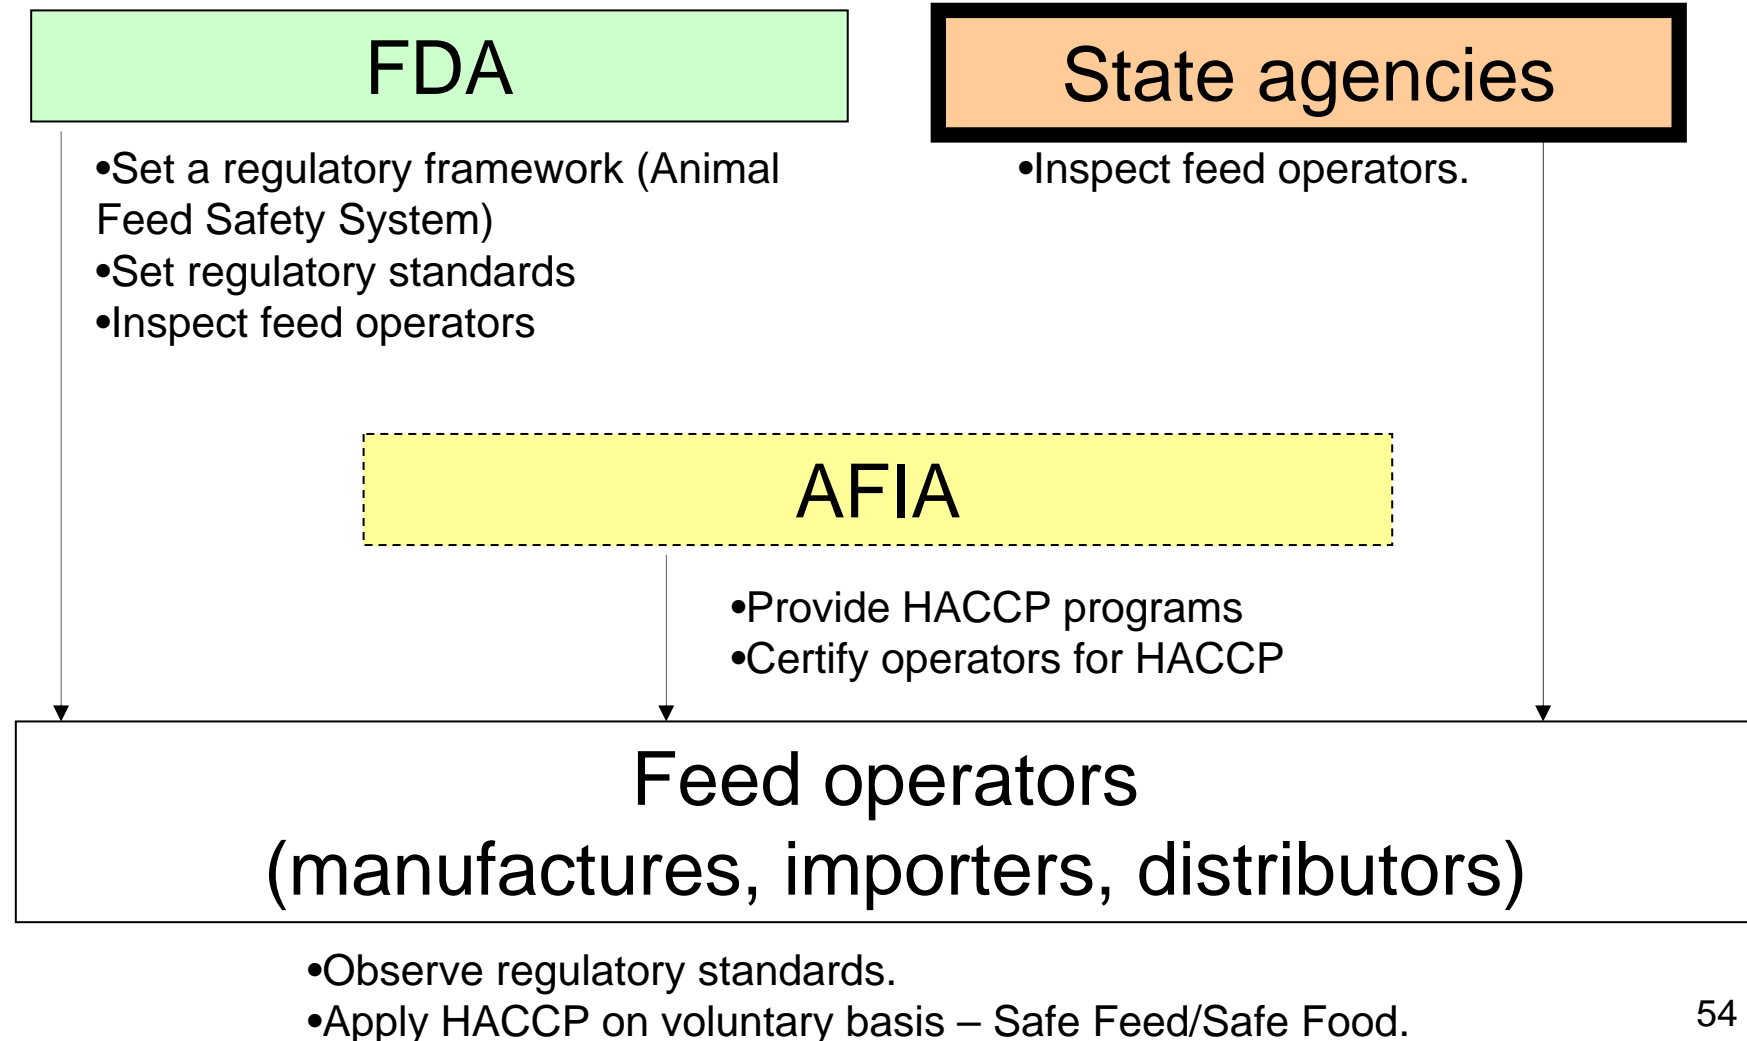 FDA
State agencies
•Set a regulatory framework (Animal
Feed Safety System)
•Set regulatory standards
•Inspect feed operators
•Inspect feed operators.
AFIA
•Provide HACCP programs
•Certify operators for HACCP
Feed operators
(manufactures, importers, distributors)
•Observe regulatory standards.
•Apply HACCP on voluntary basis – Safe Feed/Safe Food.
54